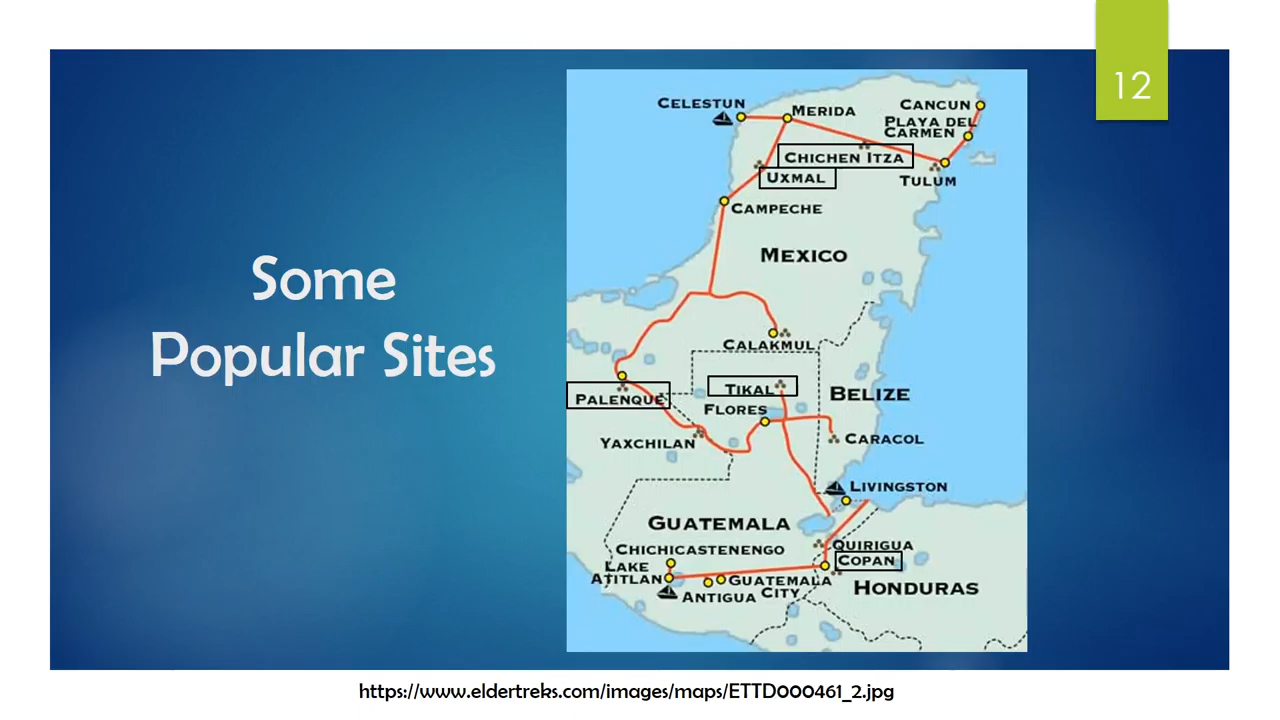 12
Some
Popular Sites
CELESTUN
MERIDA
CANCUN
PLAYA DEL
CARMEN
CHICHEN ITZA
UXMAL
TULUM
CAMPECHE
MEXICO
CALAKMUL
TIKAL
BELIZE
PALENQUE
FLORES
YAXCHILAN
CARACOL
LIVINGSTON
GUATEMALA
QUIRIGUA
CHICHICASTENENGO
COPAN
LAKE
ATITLAN
GUATEMALA
CITY
ANTIGUA
HONDURAS
https://www.eldertreks.com/images/maps/ETTD000461_2.jpg